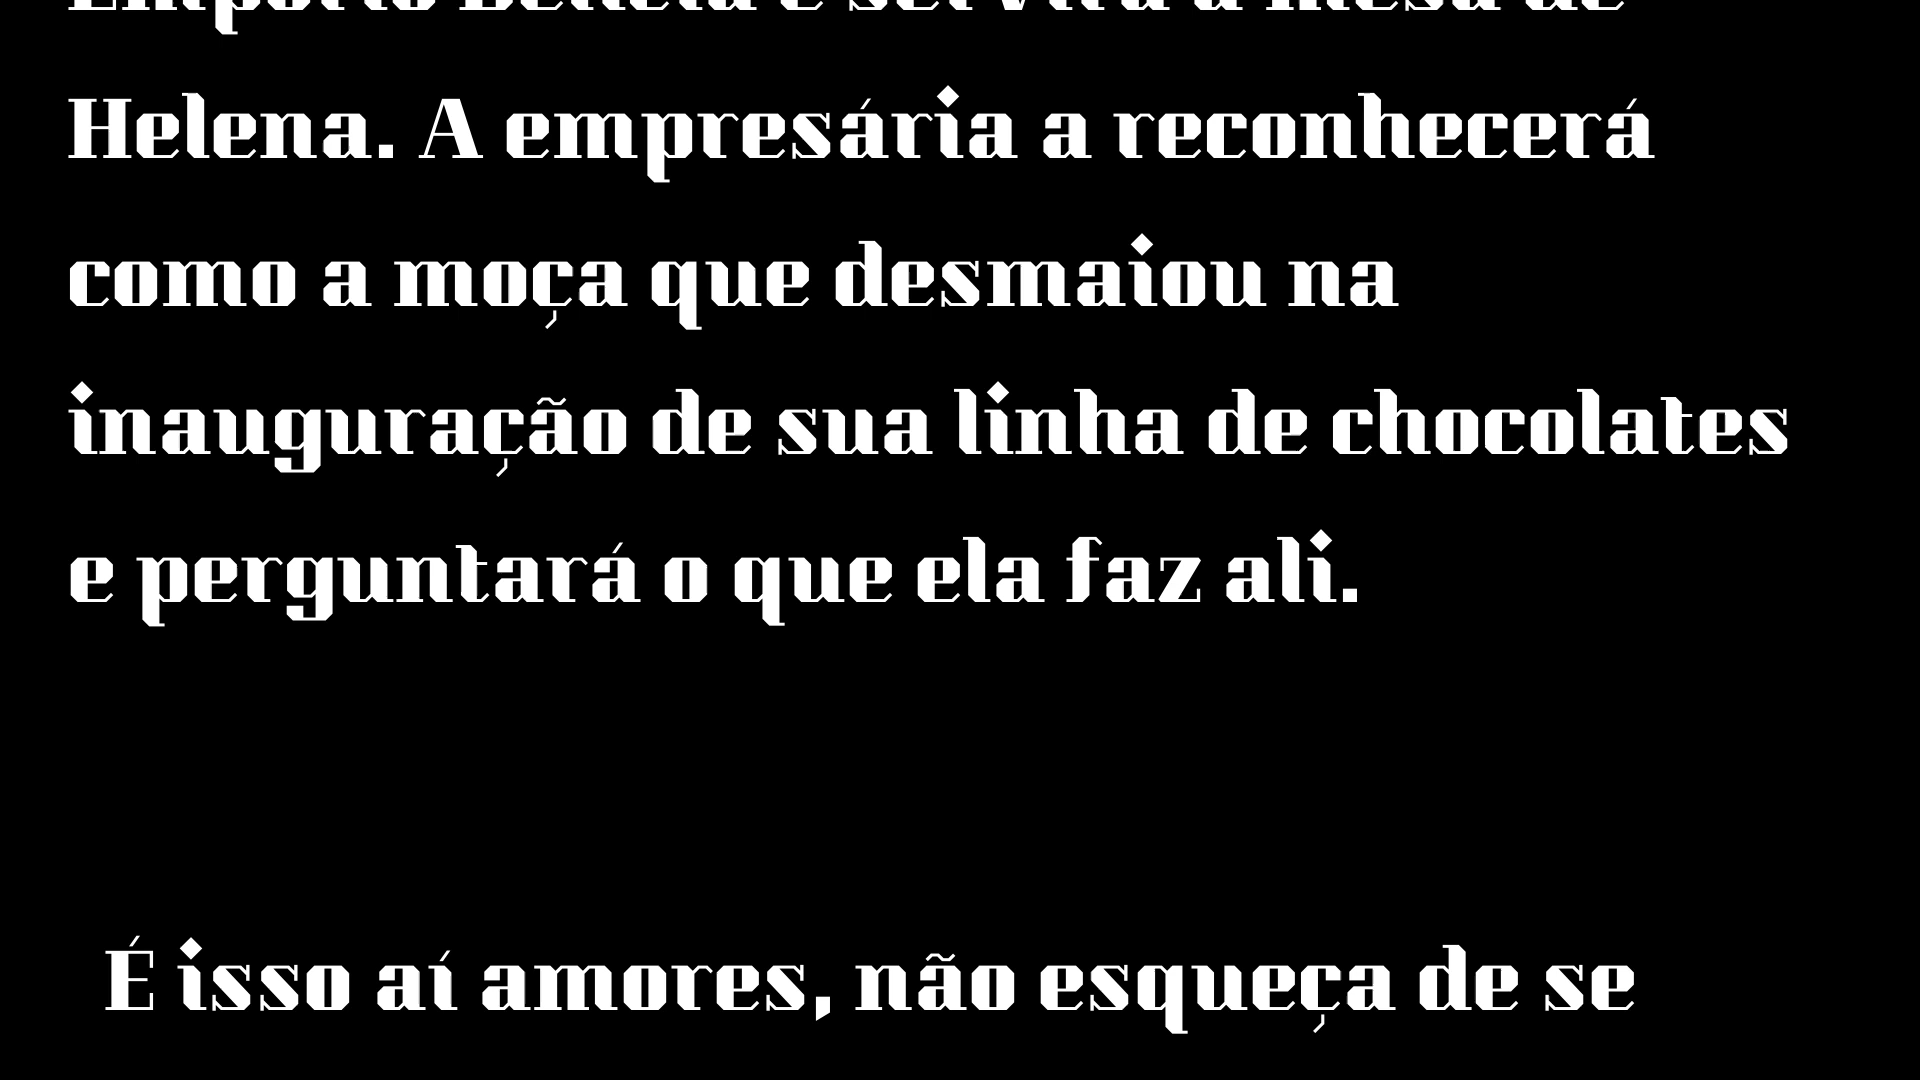 Helena. A empresária a reconhecerá
como a moça que desmaiou na
inauguração de sua linha de chocolates
e perguntará o que ela faz ali.
É isso aí amores, não esqueça de se